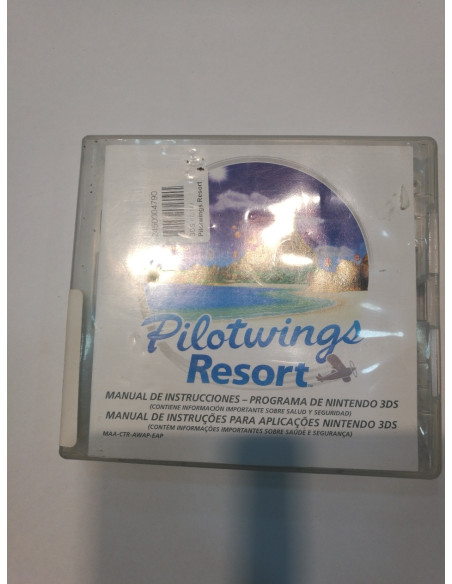 Pilotwings Resort
Pilotwings
Resort
MANUAL DE INSTRUCCIONES – PROGRAMA DE NINTENDO 3DS
(CONTIENE INFORMACIÓN IMPORTANTE SOBRE SALUD Y SEGURIDAD)
MANUAL DE INSTRUÇÕES PARA APLICAÇÕES NINTENDO 3DS
(CONTÉM INFORMAÇÕES IMPORTANTES SOBRE SAÚDE E SEGURANÇA)
MAA-CTR-AWAP-EAP